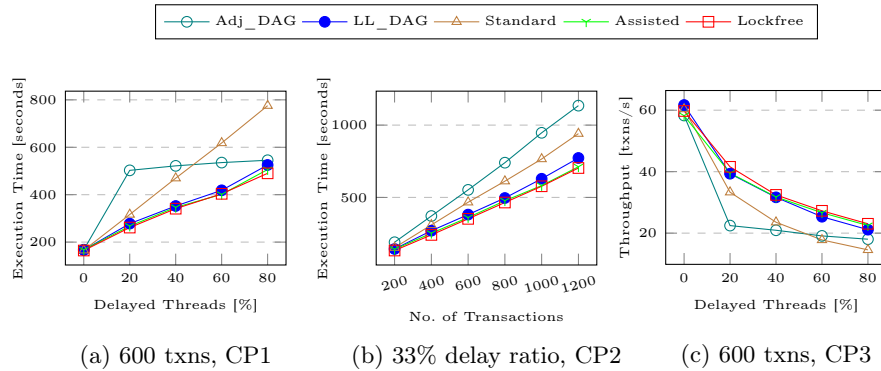 Adj_DAG LL_DAG Standard Assisted Lockfree
Execution Time [seconds]
800
600
400
200
0 20 40 60 80
Delayed Threads [%]
(a) 600 txns, CP1
Execution Time [seconds]
1000
500
200 400 600 800 1000 1200
No. of Transactions
(b) 33% delay ratio, CP2
Throughput [txns/s]
60
40
20
0 20 40 60 80
Delayed Threads [%]
(c) 600 txns, CP3